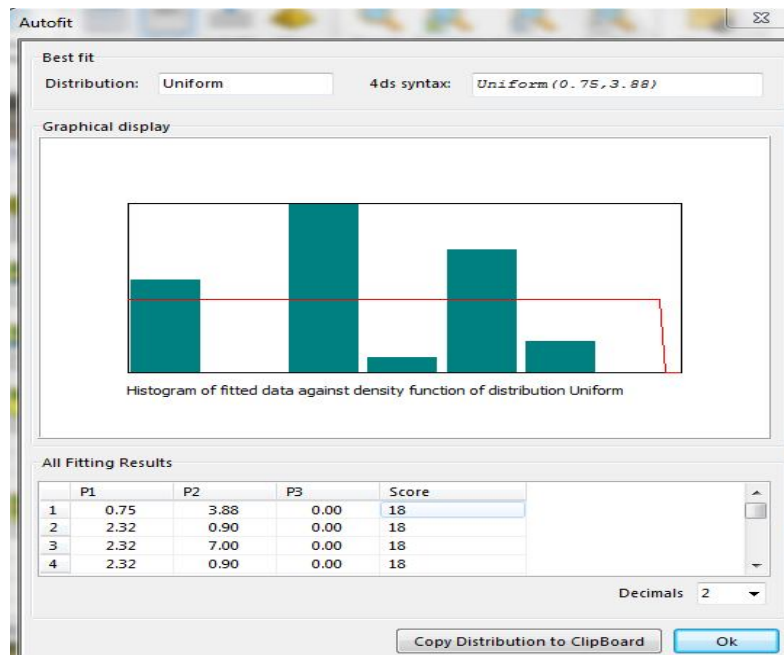 Autofit
Best fit
Distribution: Uniform 4ds syntax: Uniform(0.75,3.88)
Graphical display
Histogram of fitted data against density function of distribution Uniform
All Fitting Results
P1 P2 P3 Score
1 0.75 3.88 0.00 18
2 2.32 0.90 0.00 18
3 2.32 7.00 0.00 18
4 2.32 0.90 0.00 18
Decimals 2
Copy Distribution to ClipBoard Ok